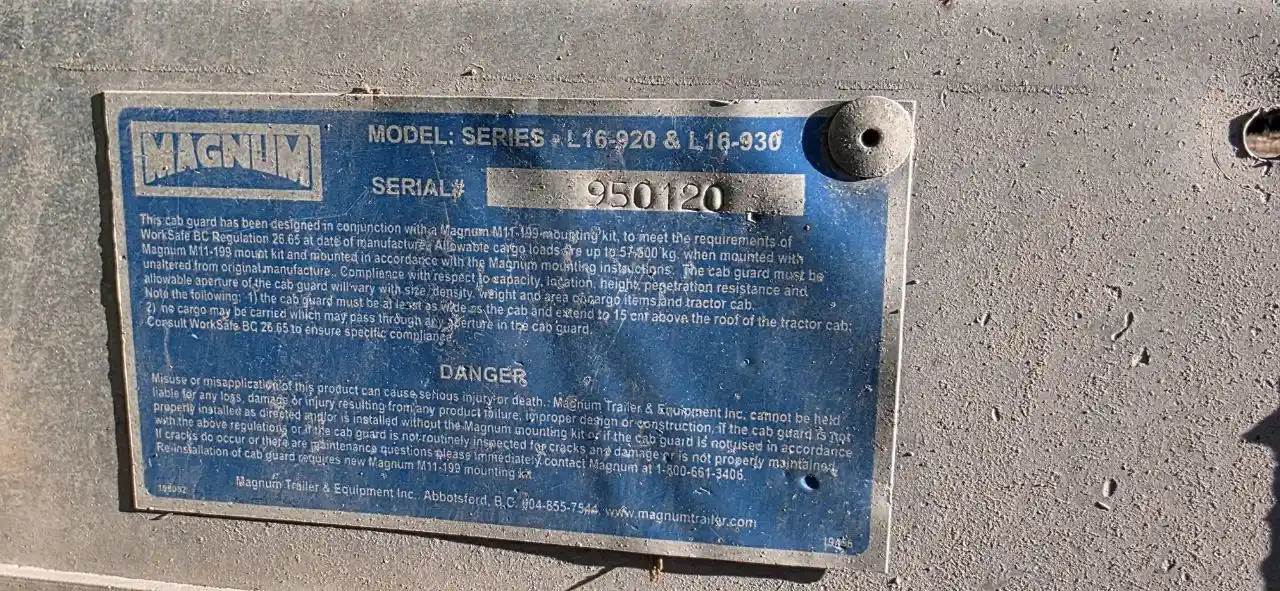 MAGNUM
MODEL: SERIES - L16-920 & L16-930
SERIAL# 950120
This cab guard has been designed in conjunction with a Magnum M11-199 mounting kit, to meet the requirements of
WorkSafe BC Regulation 26.65 at date of manufacture. Allowable cargo loads are up to kg. when mounted with
Magnum M11-199 mount kit and mounted in accordance with the Magnum mounting instructions. The cab guard must be
unaltered from original manufacture. Compliance with respect to capacity, location, height, penetration resistance and
allowable aperture of the cab guard will vary with size, density, weight and area of cargo items and tractor cab.
Note the following: 1) the cab guard must be at least as wide as the cab and extend to 15 cm above the roof of the tractor cab;
2) no cargo may be carried which may pass through any aperture in the cab guard.
Consult WorkSafe BC 26.65 to ensure specific compliance.
DANGER
Misuse or misapplication of this product can cause serious injury or death. Magnum Trailer & Equipment Inc. cannot be held
liable for any loss, damage or injury resulting from any product failure, improper design or construction, if the cab guard is not
properly installed as directed and/or is installed without the Magnum mounting kit or if the cab guard is not used in accordance
with the above regulations or if the cab guard is not routinely inspected for cracks and damage or is not properly maintained.
If cracks do occur or there are maintenance questions please immediately contact Magnum at 1-800-661-3406.
Re-installation of cab guard requires new Magnum M11-199 mounting kit.
Magnum Trailer & Equipment Inc. Abbotsford, B.C. 604-855-7544 www.magnumtrailer.com